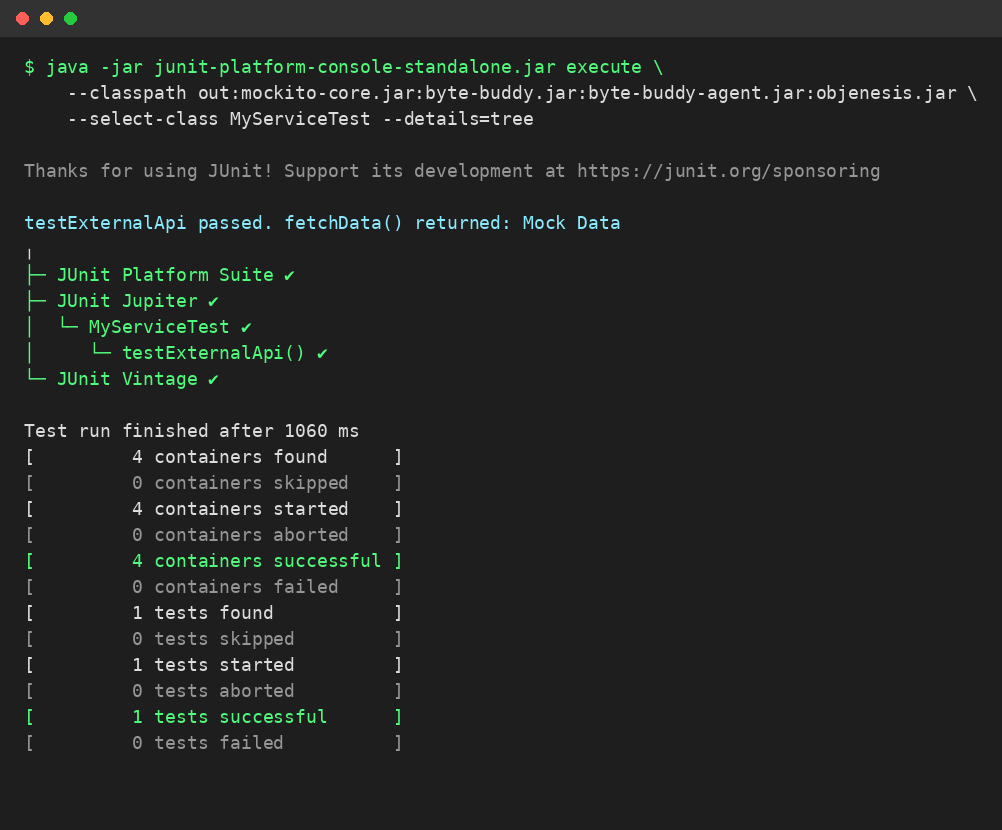 $ java -jar junit-platform-console-standalone.jar execute \
    --classpath out:mockito-core.jar:byte-buddy.jar:byte-buddy-agent.jar:objenesis.jar \
    --select-class MyServiceTest --details=tree

Thanks for using JUnit! Support its development at https://junit.org/sponsoring

testExternalApi passed. fetchData() returned: Mock Data
╷
├─ JUnit Platform Suite ✔
├─ JUnit Jupiter ✔
│  └─ MyServiceTest ✔
│     └─ testExternalApi() ✔
└─ JUnit Vintage ✔

Test run finished after 1060 ms
[         4 containers found      ]
[         0 containers skipped    ]
[         4 containers started    ]
[         0 containers aborted    ]
[         4 containers successful ]
[         0 containers failed     ]
[         1 tests found           ]
[         0 tests skipped         ]
[         1 tests started         ]
[         0 tests aborted         ]
[         1 tests successful      ]
[         0 tests failed          ]